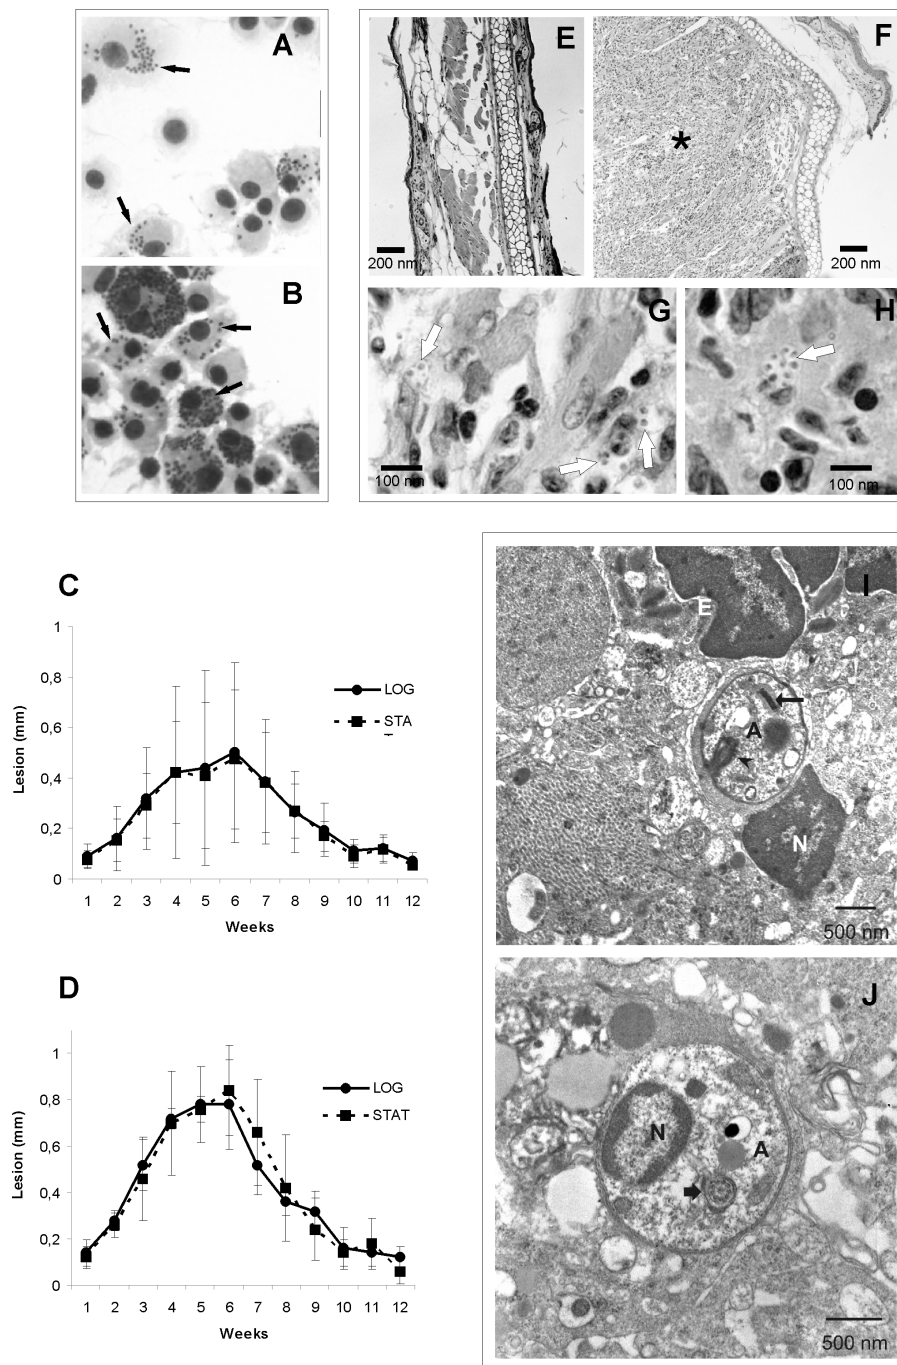 A
B
E
200 nm
F
*
200 nm
G
100 nm
H
100 nm
C
1
0,8
0,6
0,4
0,2
0
Lesion (mm)
LOG
STA
T
1 2 3 4 5 6 7 8 9 10 11 12
Weeks
D
1
0,8
0,6
0,4
0,2
0
Lesion (mm)
LOG
STAT
1 2 3 4 5 6 7 8 9 10 11 12
Weeks
I
E
A
N
500 nm
J
N
A
500 nm